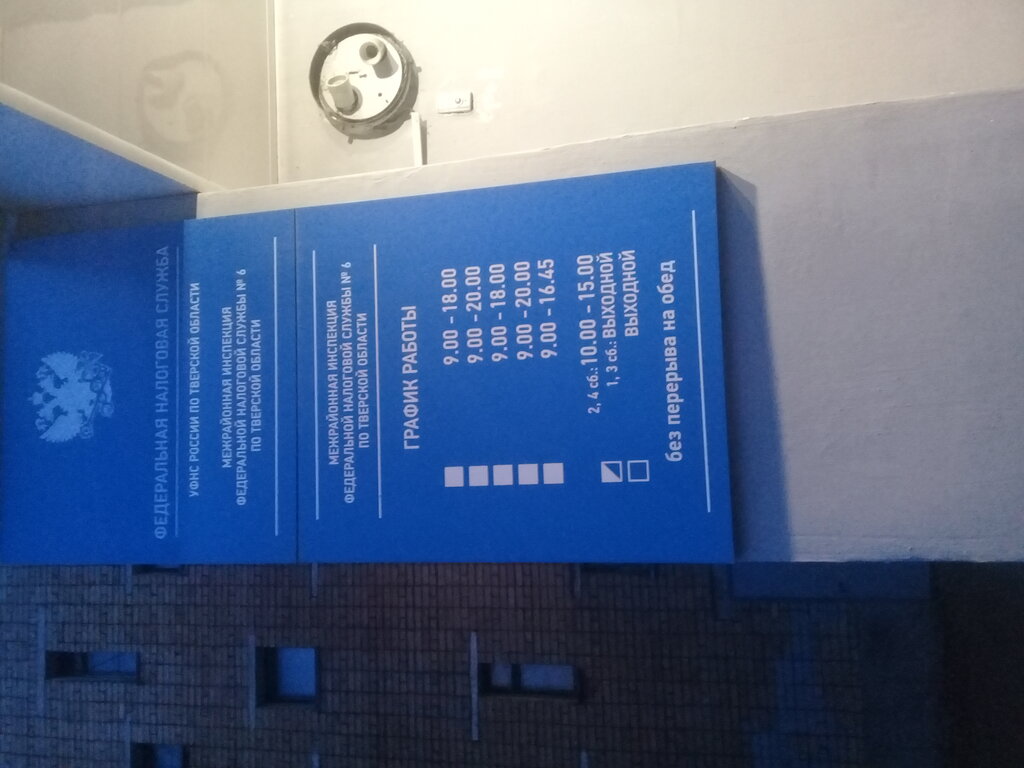 ФЕДЕРАЛЬНАЯ НАЛОГОВАЯ СЛУЖБА
УФНС РОССИИ ПО ТВЕРСКОЙ ОБЛАСТИ
МЕЖРАЙОННАЯ ИНСПЕКЦИЯ
ФЕДЕРАЛЬНОЙ НАЛОГОВОЙ СЛУЖБЫ № 6
ПО ТВЕРСКОЙ ОБЛАСТИ
МЕЖРАЙОННАЯ ИНСПЕКЦИЯ
ФЕДЕРАЛЬНОЙ НАЛОГОВОЙ СЛУЖБЫ № 6
ПО ТВЕРСКОЙ ОБЛАСТИ
ГРАФИК РАБОТЫ
9.00 - 18.00
9.00 - 20.00
9.00 - 18.00
9.00 - 20.00
9.00 - 16.45
2, 4 сб.: 10.00 - 15.00
1, 3 сб.: ВЫХОДНОЙ
ВЫХОДНОЙ
без перерыва на обед